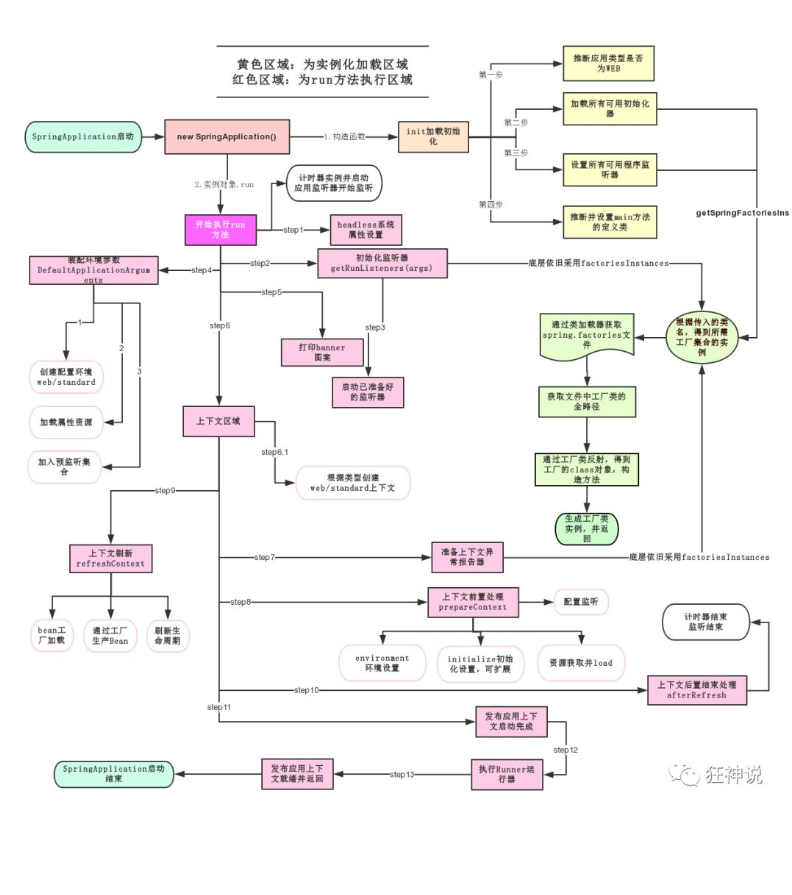 黄色区域：为实例化加载区域
红色区域：为run方法执行区域
SpringApplication启动
new SpringApplication()
1.构造函数
init加载初始
化
第一步
推断应用类型是否
为WEB
第二步
加载所有可用初始化
器
第三步
设置所有可用程序监
听器
第四步
推断并设置main方法
的定义类
getSpringFactoriesIns
2.实例对象.run
计时器实例并启动
应用监听器开始监听
开始执行run
方法
step1
headless系统
属性设置
step2
初始化监听器
getRunListeners(args)
底层依旧采用factoriesInstances
step4
装配环境参数
DefaultApplicationArgum
ents
step5
打印banner
图案
step3
启动已准备好
的监听器
step6
1
2
3
创建配置环境
web/standard
加载属性资源
加入预监听集
合
通过类加载器获取
spring.factories文
件
根据传入的类
名，得到所需
工厂集合的实
例
获取文件中工厂类的
全路径
通过工厂类反射，得到
工厂的class对象，构
造方法
生成工厂类
实例，并返
回
上下文区域
step6.1
根据类型创建
web/standard上下文
step9
上下文刷新
refreshContext
bean工
厂加载
通过工厂
生产Bean
刷新生
命周期
step7
准备上下文异
常报告器
底层依旧采用factoriesInstances
step8
上下文前置处理
prepareContext
配置监听
environment
环境设置
initialize初始
化设置，可扩展
资源获取并load
计时器结束
监听结束
step10
上下文后置结束处理
afterRefresh
step11
发布应用上下
文启动完成
step12
执行Runner运
行器
step13
发布应用上下
文就绪并返回
SpringApplication启动
结束
狂神说